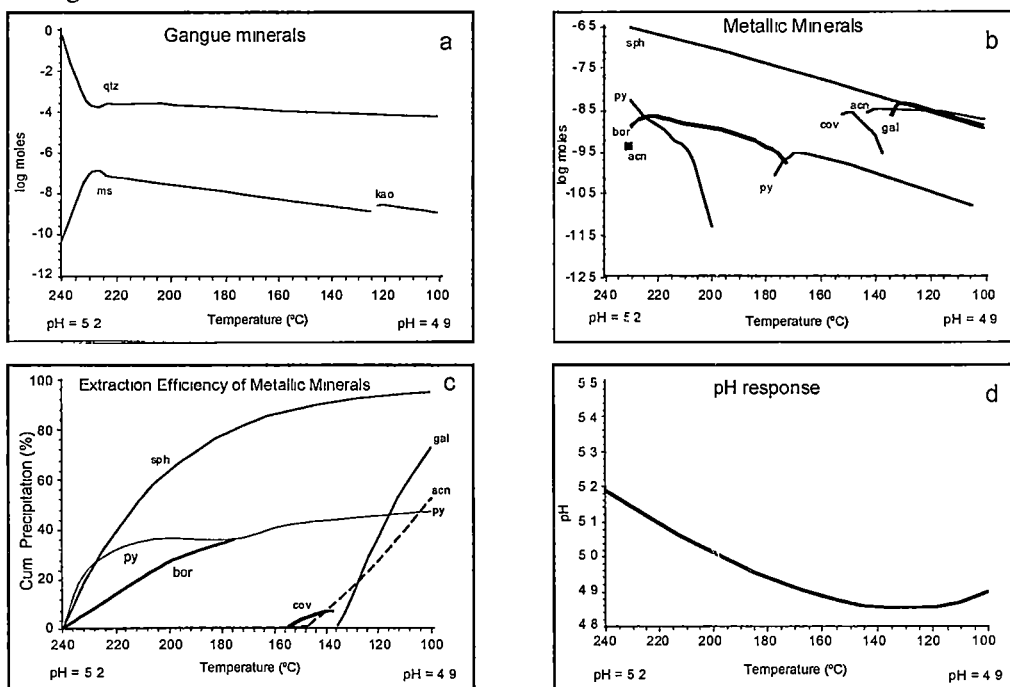 Gangue minerals
a
0
-2
-4
-6
-8
-10
-12
log moles
qtz
ms
kao
240 220 200 180 160 140 120 100
pH = 5 2 Temperature (ºC) pH = 4 9
Metallic Minerals
b
-6 5
-7 5
-8 5
-9 5
-10 5
-11 5
-12 5
log moles
sph
py
bor
acn
py
cov
acn
gal
240 220 200 180 160 140 120 100
pH = 5 2 Temperature (ºC) pH = 4 9
Extraction Efficiency of Metallic Minerals
c
100
80
60
40
20
0
Cum Precipitation (%)
sph
py
bor
cov
gal
acn
py
240 220 200 180 160 140 120 100
pH = 5 2 Temperature (ºC) pH = 4 9
pH response
d
5 5
5 4
5 3
5 2
5 1
5 0
4 9
4 8
pH
240 220 200 180 160 140 120 100
pH = 5 2 Temperature (ºC) pH = 4 9